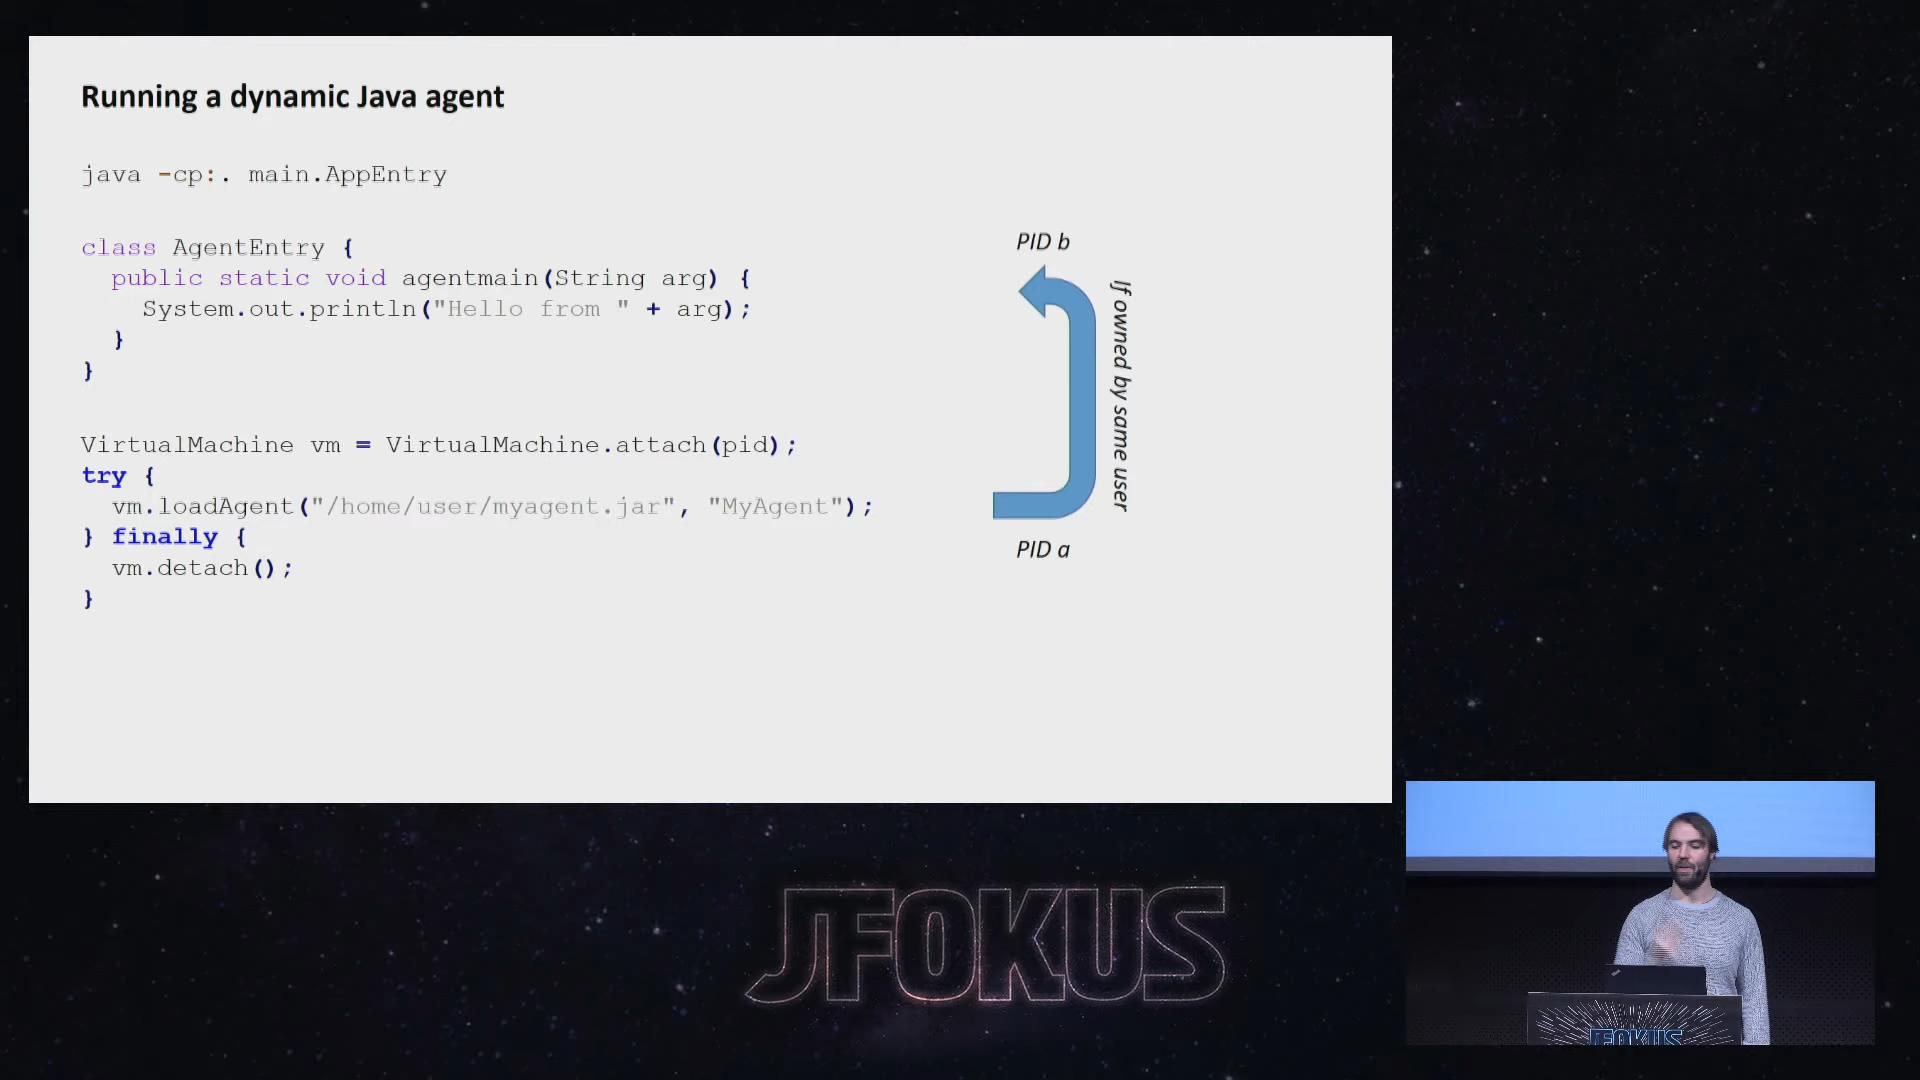 Running a dynamic Java agent
java -cp:. main.AppEntry
class AgentEntry {
public static void agentmain(String arg) {
System.out.println("Hello from " + arg);
}
}
VirtualMachine vm = VirtualMachine.attach(pid);
try {
vm.loadAgent("/home/user/myagent.jar", "MyAgent");
} finally {
vm.detach();
}
PID b
If owned by same user
PID a
JFOKUS
JFOKUS